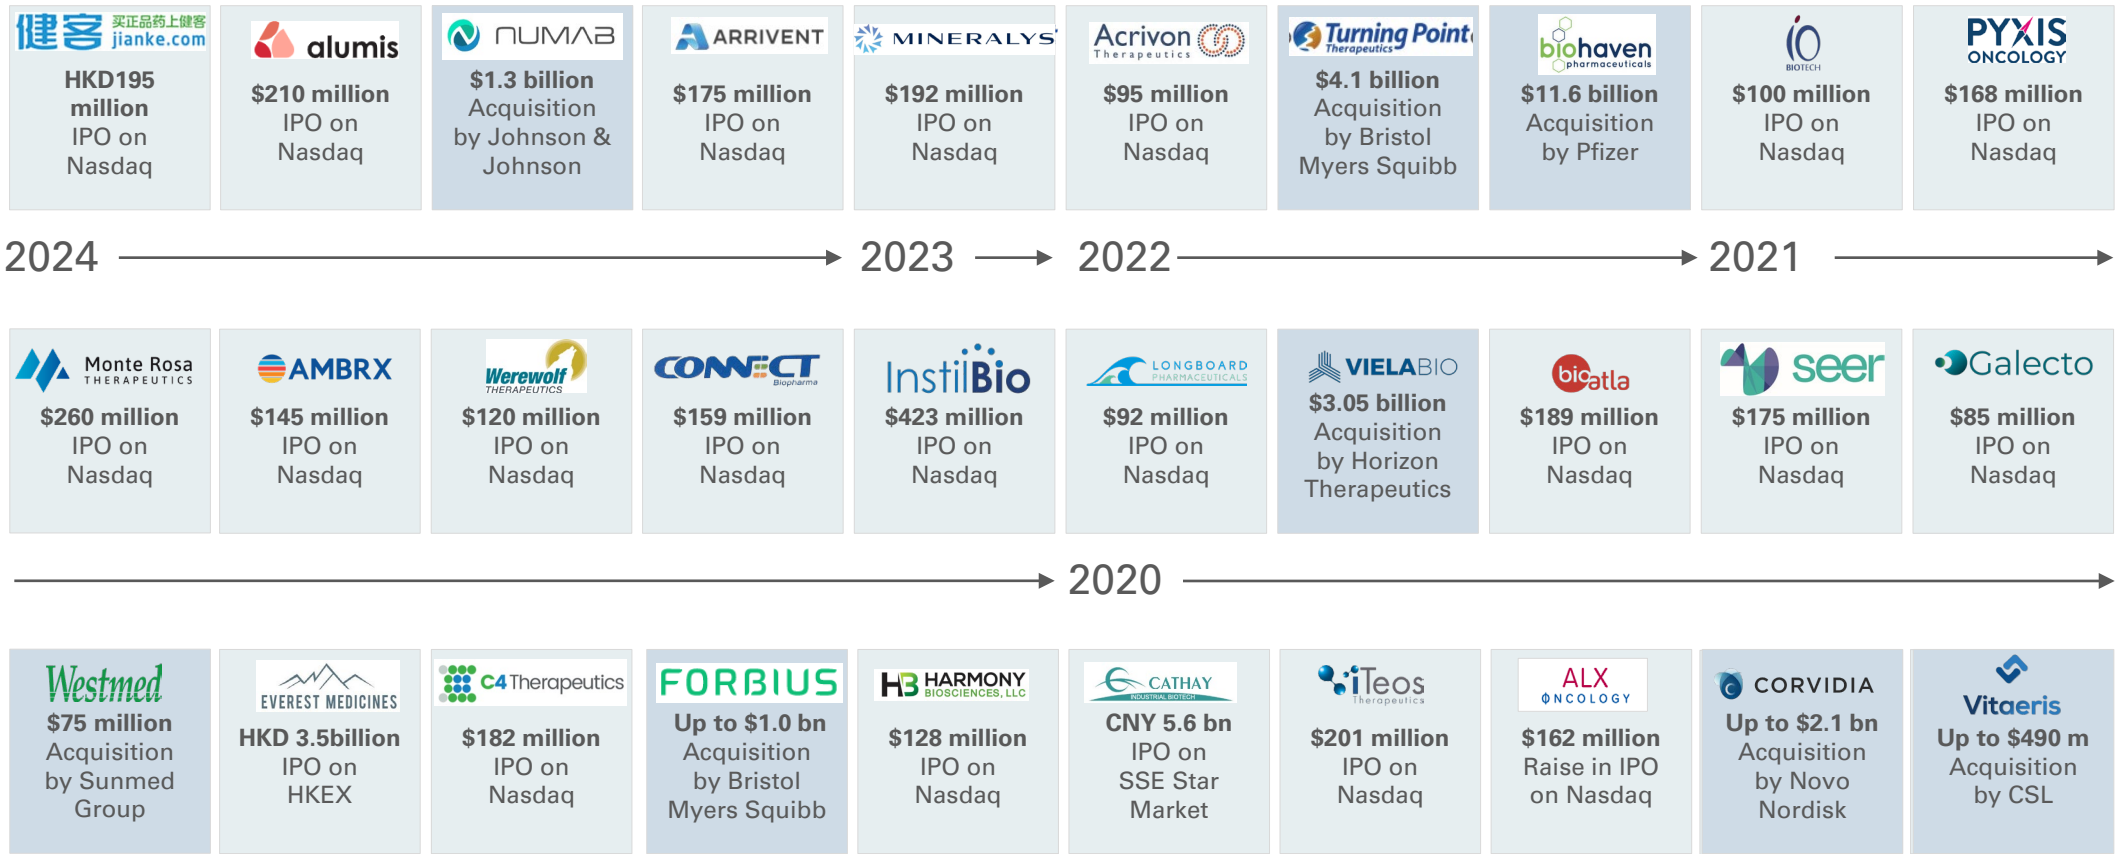 健客
买正品药上健客
jianke.com
HKD195
million
IPO on
Nasdaq
alumis
$210 million
IPO on
Nasdaq
NUMAB
$1.3 billion
Acquisition
by Johnson &
Johnson
ARRIVENT
$175 million
IPO on
Nasdaq
MINERALYS
$192 million
IPO on
Nasdaq
Acrivon
Therapeutics
$95 million
IPO on
Nasdaq
Turning Point
Therapeutics
$4.1 billion
Acquisition
by Bristol
Myers Squibb
biohaven
pharmaceuticals
$11.6 billion
Acquisition
by Pfizer
IO
BIOTECH
$100 million
IPO on
Nasdaq
PYXIS
ONCOLOGY
$168 million
IPO on
Nasdaq
2024
2023
2022
2021
Monte Rosa
THERAPEUTICS
$260 million
IPO on
Nasdaq
AMBRX
$145 million
IPO on
Nasdaq
Werewolf
THERAPEUTICS
$120 million
IPO on
Nasdaq
CONNECT
Biopharma
$159 million
IPO on
Nasdaq
InstilBio
$423 million
IPO on
Nasdaq
LONGBOARD
PHARMACEUTICALS
$92 million
IPO on
Nasdaq
VIELABIO
$3.05 billion
Acquisition
by Horizon
Therapeutics
bioatla
$189 million
IPO on
Nasdaq
seer
$175 million
IPO on
Nasdaq
Galecto
$85 million
IPO on
Nasdaq
2020
Westmed
$75 million
Acquisition
by Sunmed
Group
EVEREST MEDICINES
HKD 3.5billion
IPO on
HKEX
C4 Therapeutics
$182 million
IPO on
Nasdaq
FORBIUS
Up to $1.0 bn
Acquisition
by Bristol
Myers Squibb
HB HARMONY
BIOSCIENCES, LLC
$128 million
IPO on
Nasdaq
CATHAY
INDUSTRIAL BIOTECH
CNY 5.6 bn
IPO on
SSE Star
Market
iTeos
Therapeutics
$201 million
IPO on
Nasdaq
ALX
ONCOLOGY
$162 million
Raise in IPO
on Nasdaq
CORVIDIA
Up to $2.1 bn
Acquisition
by Novo
Nordisk
Vitaeris
Up to $490 m
Acquisition
by CSL